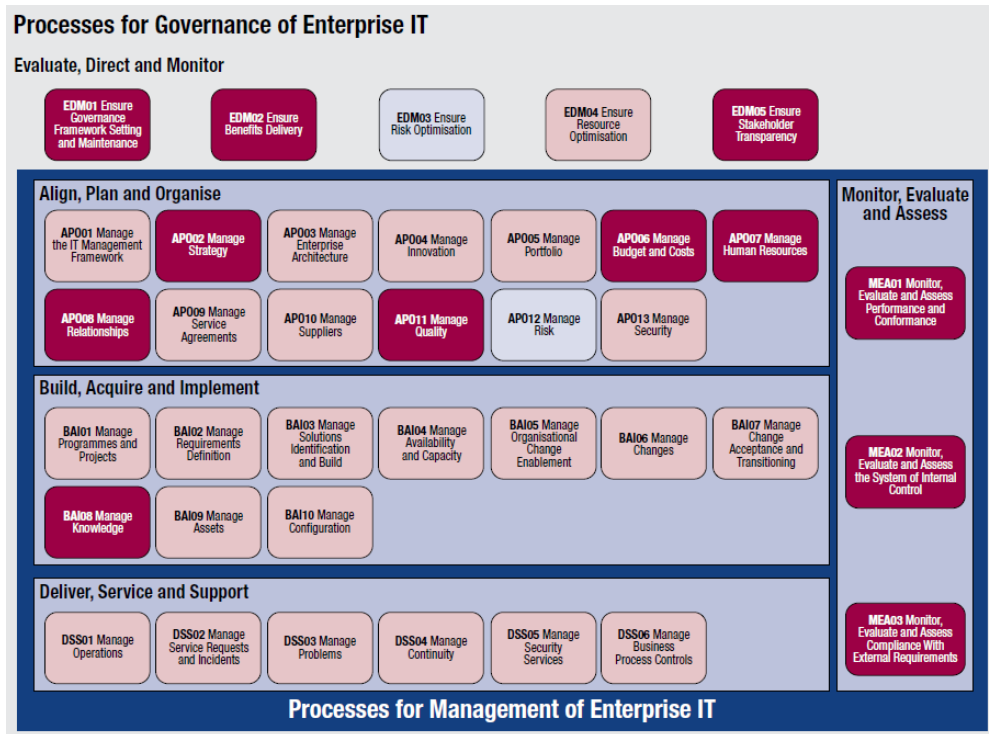 Processes for Governance of Enterprise IT
Evaluate, Direct and Monitor
EDM01 Ensure
Governance
Framework Setting
and Maintenance
EDM02 Ensure
Benefits Delivery
EDM03 Ensure
Risk Optimisation
EDM04 Ensure
Resource
Optimisation
EDM05 Ensure
Stakeholder
Transparency
Align, Plan and Organise
APO01 Manage
the IT Management
Framework
APO02 Manage
Strategy
APO03 Manage
Enterprise
Architecture
APO04 Manage
Innovation
APO05 Manage
Portfolio
APO06 Manage
Budget and Costs
APO07 Manage
Human Resources
APO08 Manage
Relationships
APO09 Manage
Service
Agreements
APO10 Manage
Suppliers
APO11 Manage
Quality
APO12 Manage
Risk
APO13 Manage
Security
Build, Acquire and Implement
BAI01 Manage
Programmes and
Projects
BAI02 Manage
Requirements
Definition
BAI03 Manage
Solutions
Identification
and Build
BAI04 Manage
Availability
and Capacity
BAI05 Manage
Organisational
Change
Enablement
BAI06 Manage
Changes
BAI07 Manage
Change
Acceptance and
Transitioning
BAI08 Manage
Knowledge
BAI09 Manage
Assets
BAI10 Manage
Configuration
Deliver, Service and Support
DSS01 Manage
Operations
DSS02 Manage
Service Requests
and Incidents
DSS03 Manage
Problems
DSS04 Manage
Continuity
DSS05 Manage
Security
Services
DSS06 Manage
Business
Process Controls
Monitor, Evaluate
and Assess
MEA01 Monitor,
Evaluate and Assess
Performance and
Conformance
MEA02 Monitor,
Evaluate and Assess
the System of Internal
Control
MEA03 Monitor,
Evaluate and Assess
Compliance With
External Requirements
Processes for Management of Enterprise IT